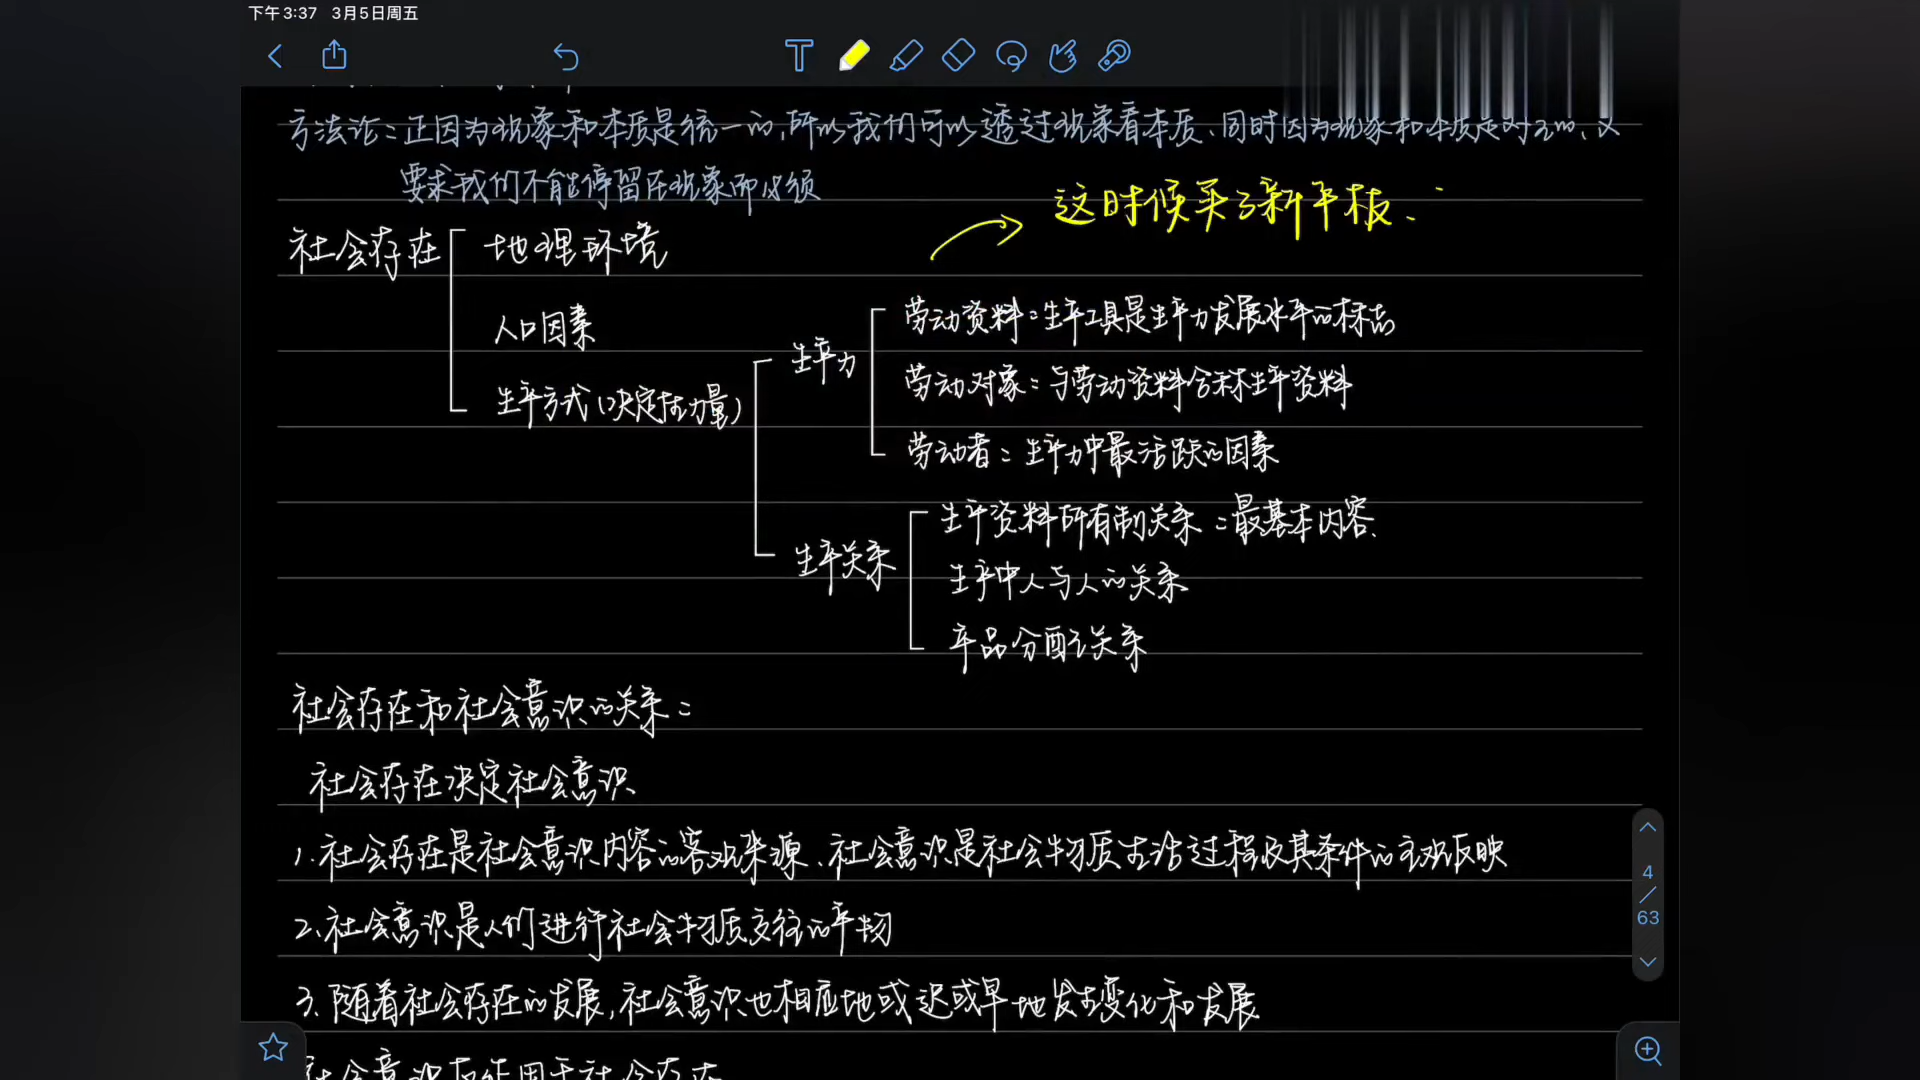 下午3:37 3月5日周五
方法论：正因为现象和本质是统一的,所以我们可以透过现象看本质、同时因为现象和本质是对立的、又
要求我们不能停留在现象而必须
这时候买了新平板、
社会存在 地理环境
人口因素
生产方式(决定性力量)
生产力
劳动资料：生产工具是生产力发展水平的标志
劳动对象：与劳动资料合称生产资料
劳动者：生产力中最活跃的因素
生产关系
生产资料所有制关系：最基本内容.
生产中人与人的关系
产品分配的关系
社会存在和社会意识的关系：
社会存在决定社会意识
1.社会存在是社会意识内容的客观来源、社会意识是社会物质生活过程及其条件的主观反映
2.社会意识是人们进行社会物质交往的产物
3.随着社会存在的发展,社会意识也相应地或迟或早地发生变化和发展
社会意识反作用于社会存在
4
63